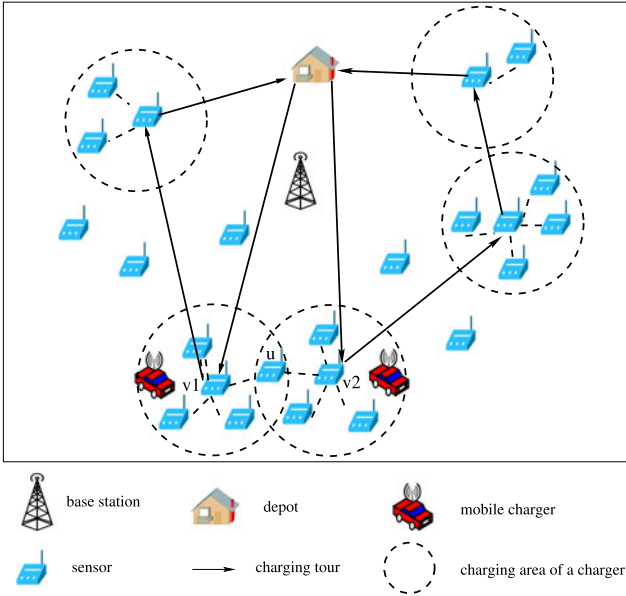 u
v1
v2
base station
depot
mobile charger
sensor
charging tour
charging area of a charger